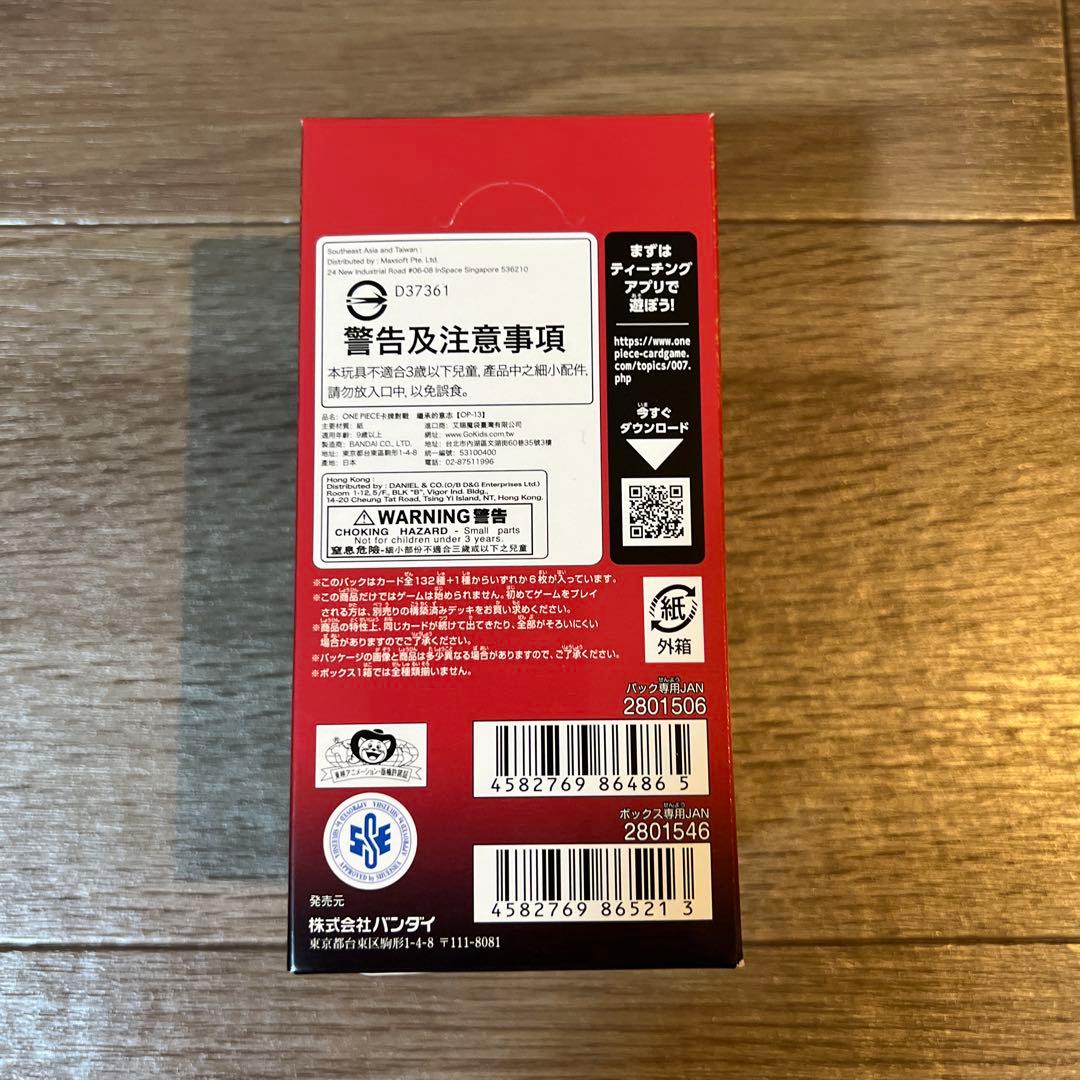 Southeast Asia and Taiwan :
Distributed by : Maxsoft Pte. Ltd.
24 New Industrial Road #06-08 InSpace Singapore 536210
D37361
警告及注意事項
本玩具不適合3歲以下兒童, 產品中之細小配件,
請勿放入口中, 以免誤食。
品名: ONE PIECE卡牌對戰 繼承的意志【OP-13】
主要材質: 紙
適用年齡: 9歲以上
製造商: BANDAI CO., LTD.
地址: 東京都台東區駒形1-4-8
產地: 日本
進口商: 艾賜魔袋臺灣有限公司
網址: www.GoKids.com.tw
地址: 台北市內湖區文湖街60巷35號3樓
統一編號: 53100400
電話: 02-87511996
Hong Kong :
Distributed by : DANIEL & CO.(O/B D&G Enterprises Ltd.)
Room 1-12, 5/F., BLK "B", Vigor Ind. Bldg.,
14-20 Cheung Tat Road, Tsing Yi Island, NT, Hong Kong.
WARNING 警告
CHOKING HAZARD - Small parts
Not for children under 3 years.
窒息危險-細小部份不適合三歲或以下之兒童
まずは
ティーチング
アプリで
遊ぼう!
https://www.one
piece-cardgame.
com/topics/007.
php
今すぐ
ダウンロード
※このパックはカード全132種+1種からいずれか6枚が入っています。
※この商品だけではゲームは始められません。初めてゲームをプレイ
される方は、別売りの構築済みデッキをお買い求めください。
※商品の特性上、同じカードが続けて出てきたり、全部がそろいにくい
場合がありますのでご了承ください。
※パッケージの画像と商品は多少異なる場合がありますので、ご了承ください。
※ボックス1箱では全種類揃いません。
紙
外箱
パック専用JAN
2801506
4582769 86486 5
ボックス専用JAN
2801546
4582769 86521 3
東映アニメーション・版権許諾証
APPROVED by SHUEISHA
発売元
株式会社バンダイ
東京都台東区駒形1-4-8 〒111-8081